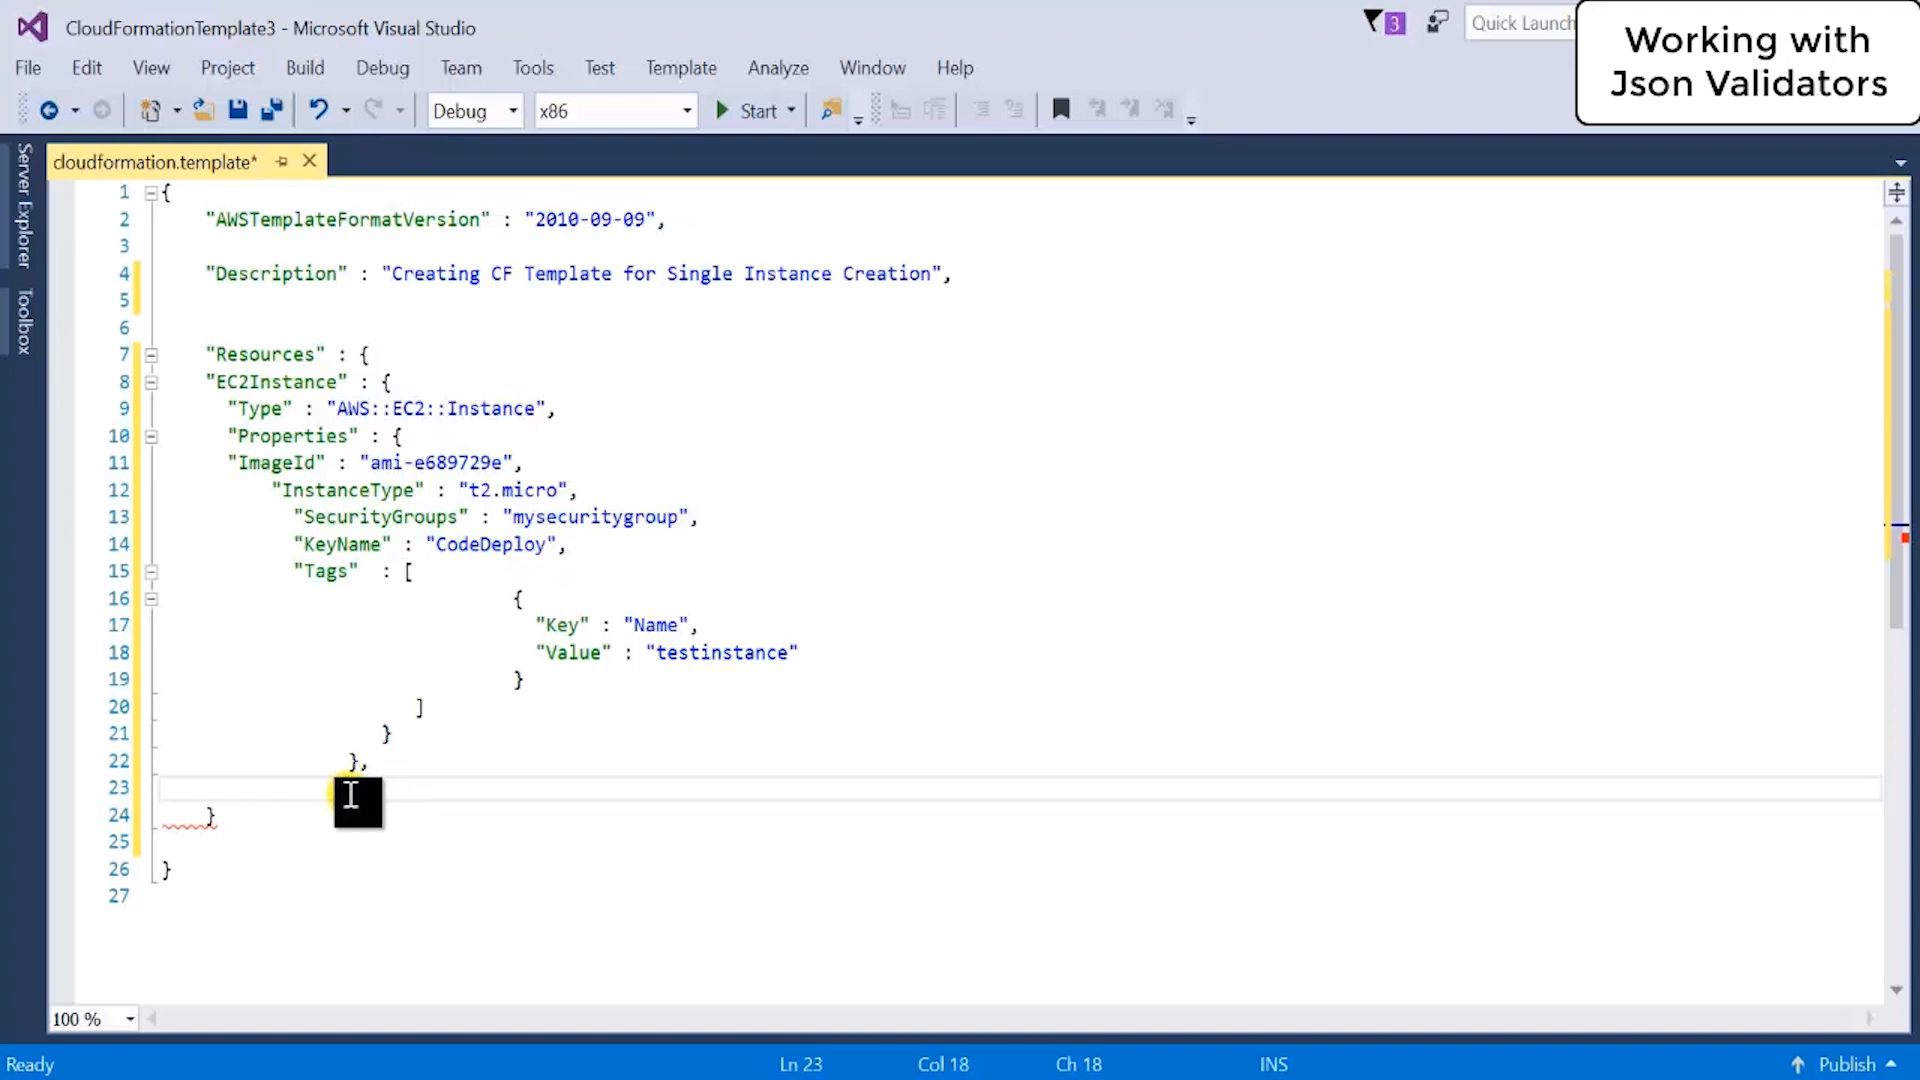 CloudFormationTemplate3 - Microsoft Visual Studio
3
Quick Launch
Working with
Json Validators
File Edit View Project Build Debug Team Tools Test Template Analyze Window Help
Debug x86 Start
Server Explorer
Toolbox
cloudformation.template*
1 {
2 "AWSTemplateFormatVersion" : "2010-09-09",
3
4 "Description" : "Creating CF Template for Single Instance Creation",
5
6
7 "Resources" : {
8 "EC2Instance" : {
9 "Type" : "AWS::EC2::Instance",
10 "Properties" : {
11 "ImageId" : "ami-e689729e",
12 "InstanceType" : "t2.micro",
13 "SecurityGroups" : "mysecuritygroup",
14 "KeyName" : "CodeDeploy",
15 "Tags" : [
16 {
17 "Key" : "Name",
18 "Value" : "testinstance"
19 }
20 ]
21 }
22 },
23
24 }
25
26 }
27
100 %
Ready Ln 23 Col 18 Ch 18 INS Publish